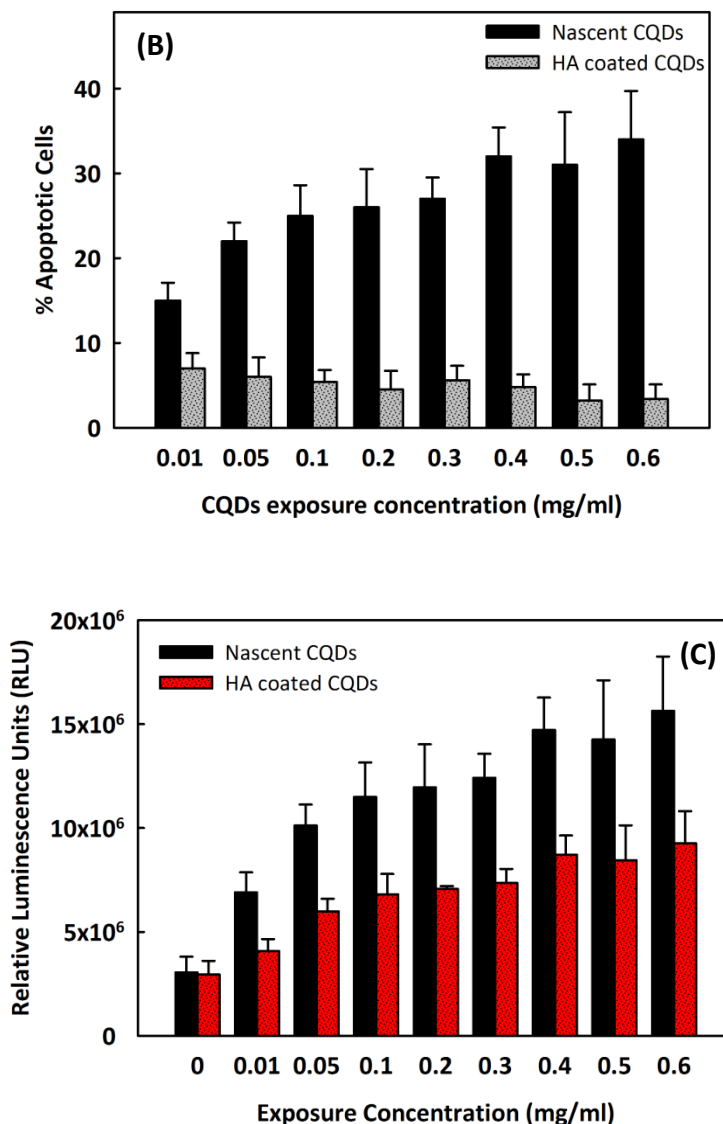 (B)
Nascent CQDs
HA coated CQDs
% Apoptotic Cells
40
30
20
10
0
0.01 0.05 0.1 0.2 0.3 0.4 0.5 0.6
CQDs exposure concentration (mg/ml)
(C)
Nascent CQDs
HA coated CQDs
Relative Luminescence Units (RLU)
20x10⁶
15x10⁶
10x10⁶
5x10⁶
0
0 0.01 0.05 0.1 0.2 0.3 0.4 0.5 0.6
Exposure Concentration (mg/ml)